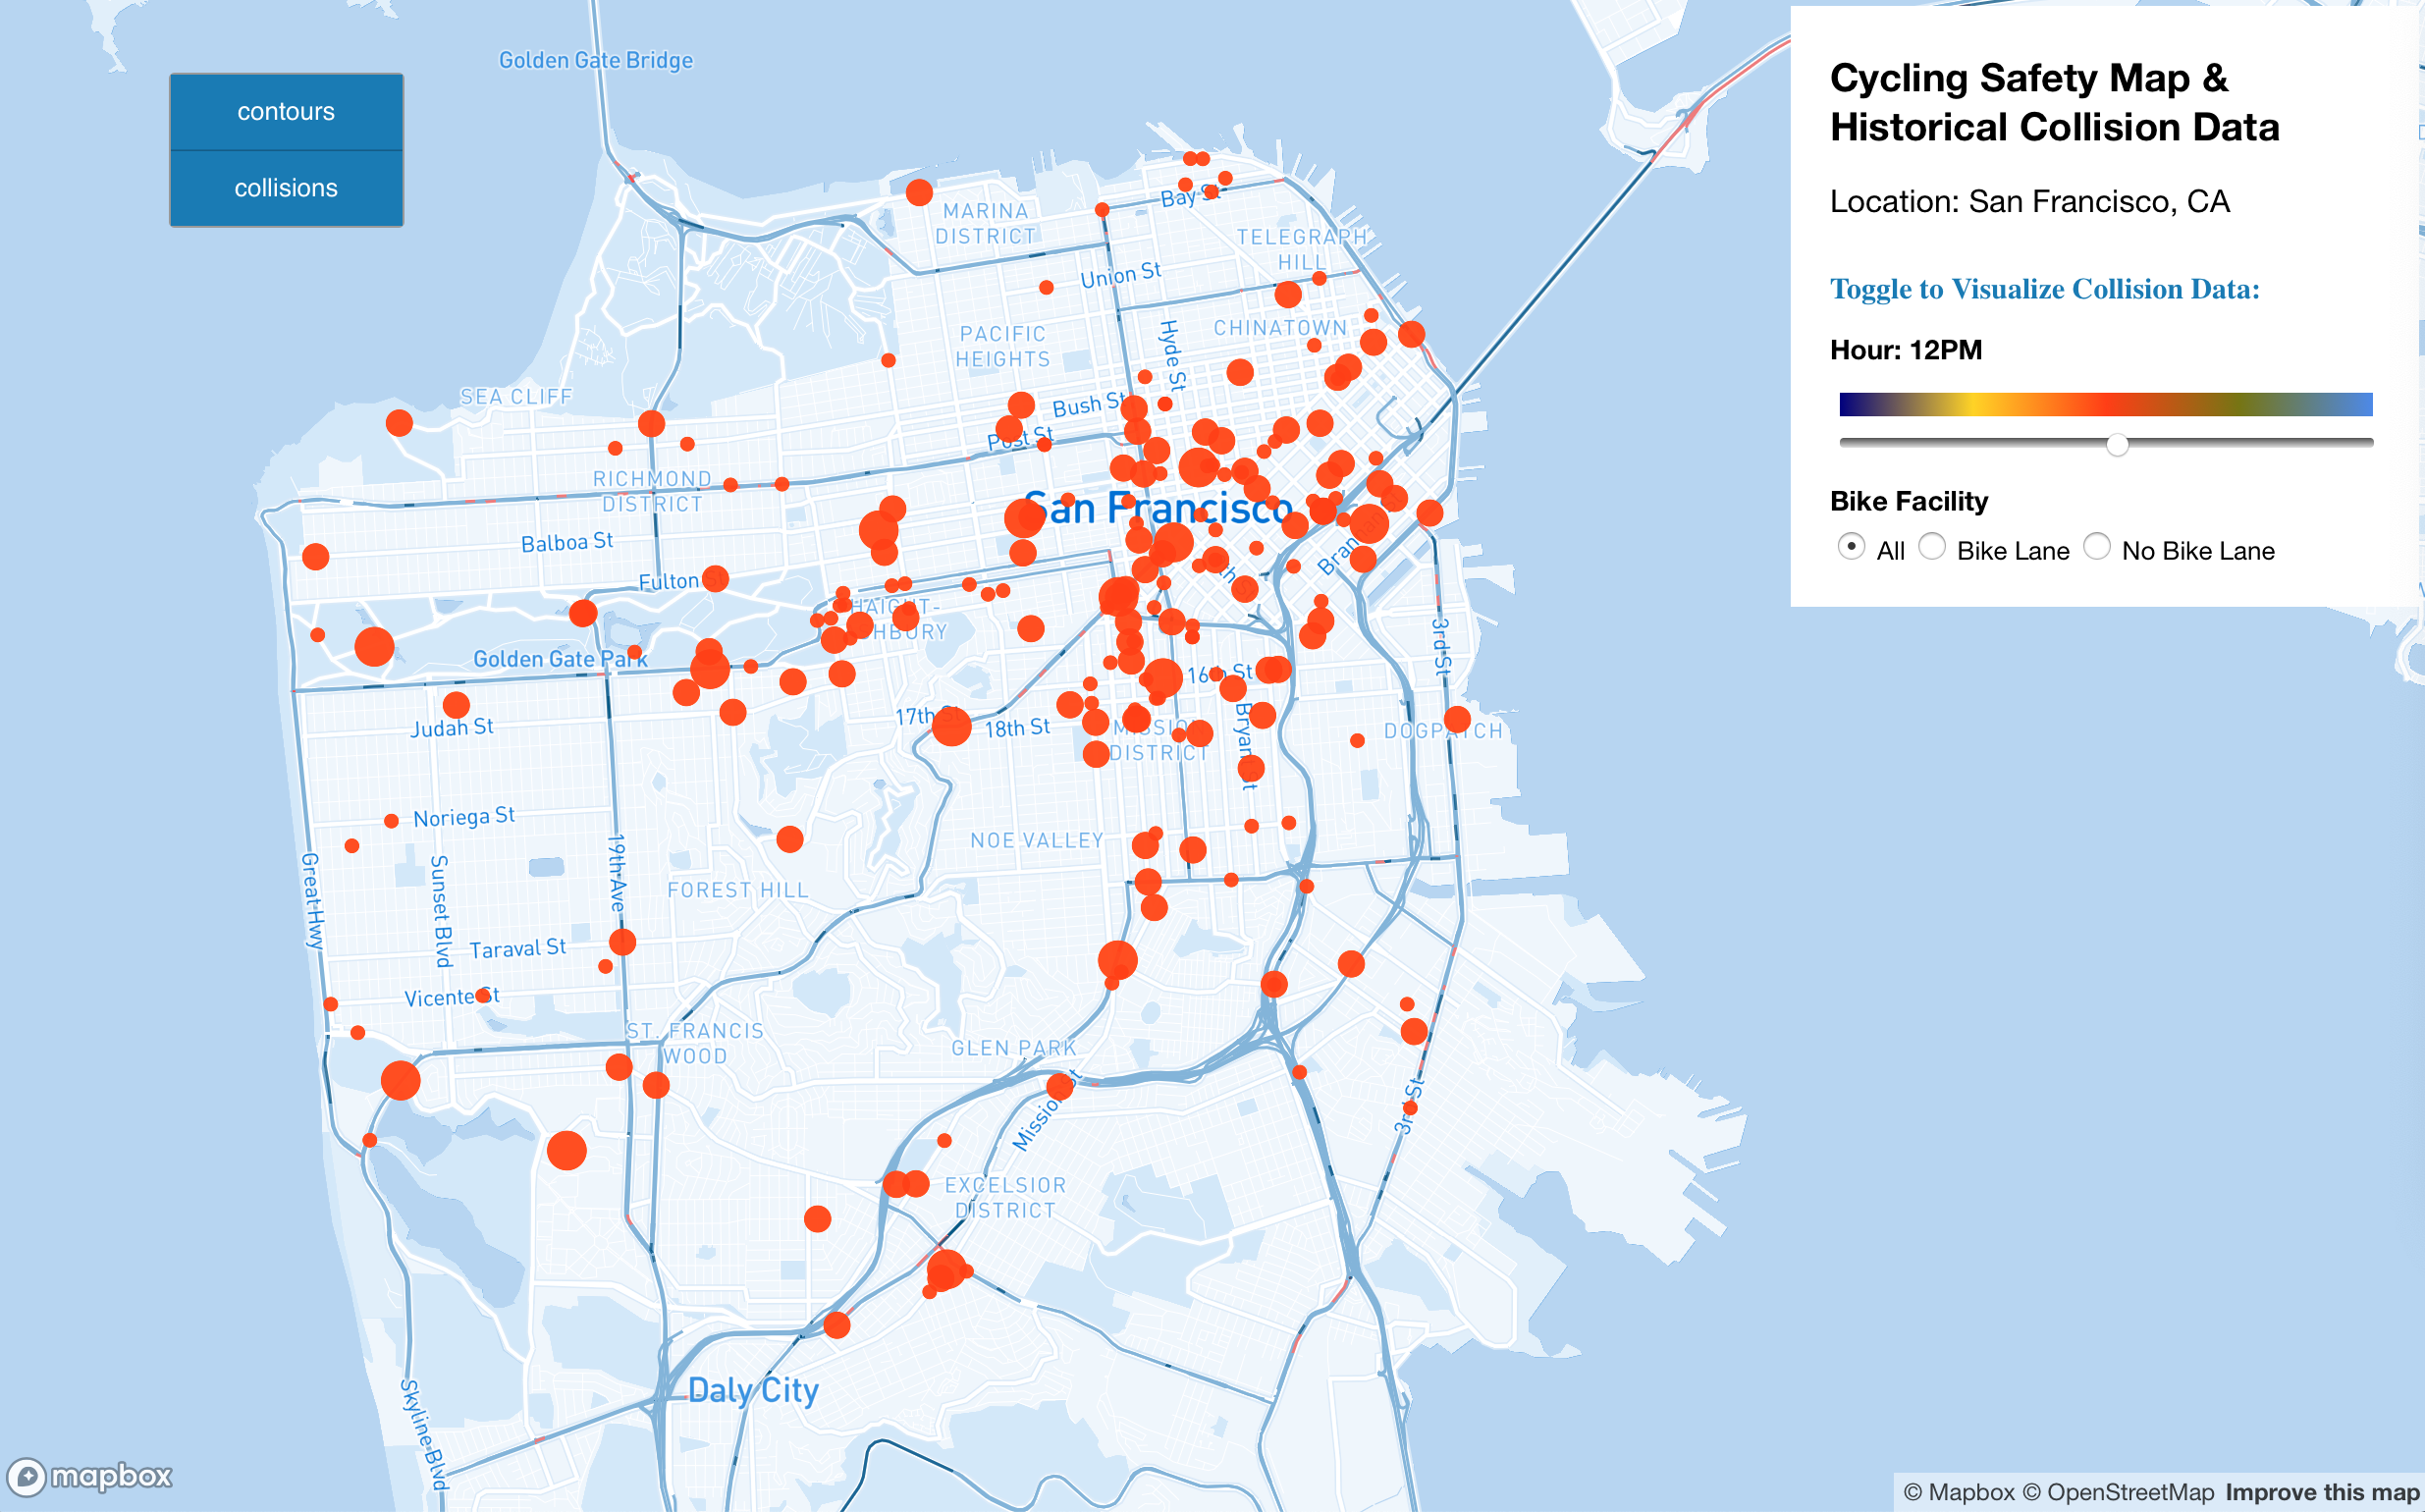 Golden Gate Bridge
contours
collisions
Cycling Safety Map &
Historical Collision Data
Location: San Francisco, CA
Toggle to Visualize Collision Data:
Hour: 12PM
Bike Facility
All
Bike Lane
No Bike Lane
MARINA
DISTRICT
Bay St
TELEGRAPH
HILL
Union St
CHINATOWN
Hyde St
PACIFIC
HEIGHTS
SEA CLIFF
Bush St
Post St
RICHMOND
DISTRICT
San Francisco
Balboa St
Fulton St
HAIGHT-
Golden Gate Park
16th St
3rd St
Judah St
17th St
18th St
MISSION
DISTRICT
Bryant St
DOGPATCH
Noriega St
NOE VALLEY
Great Hwy
Sunset Blvd
19th Ave
FOREST HILL
Taraval St
Vicente St
ST. FRANCIS
WOOD
GLEN PARK
Mission St
3rd St
EXCELSIOR
DISTRICT
Daly City
Skyline Blvd
mapbox
© Mapbox © OpenStreetMap Improve this map